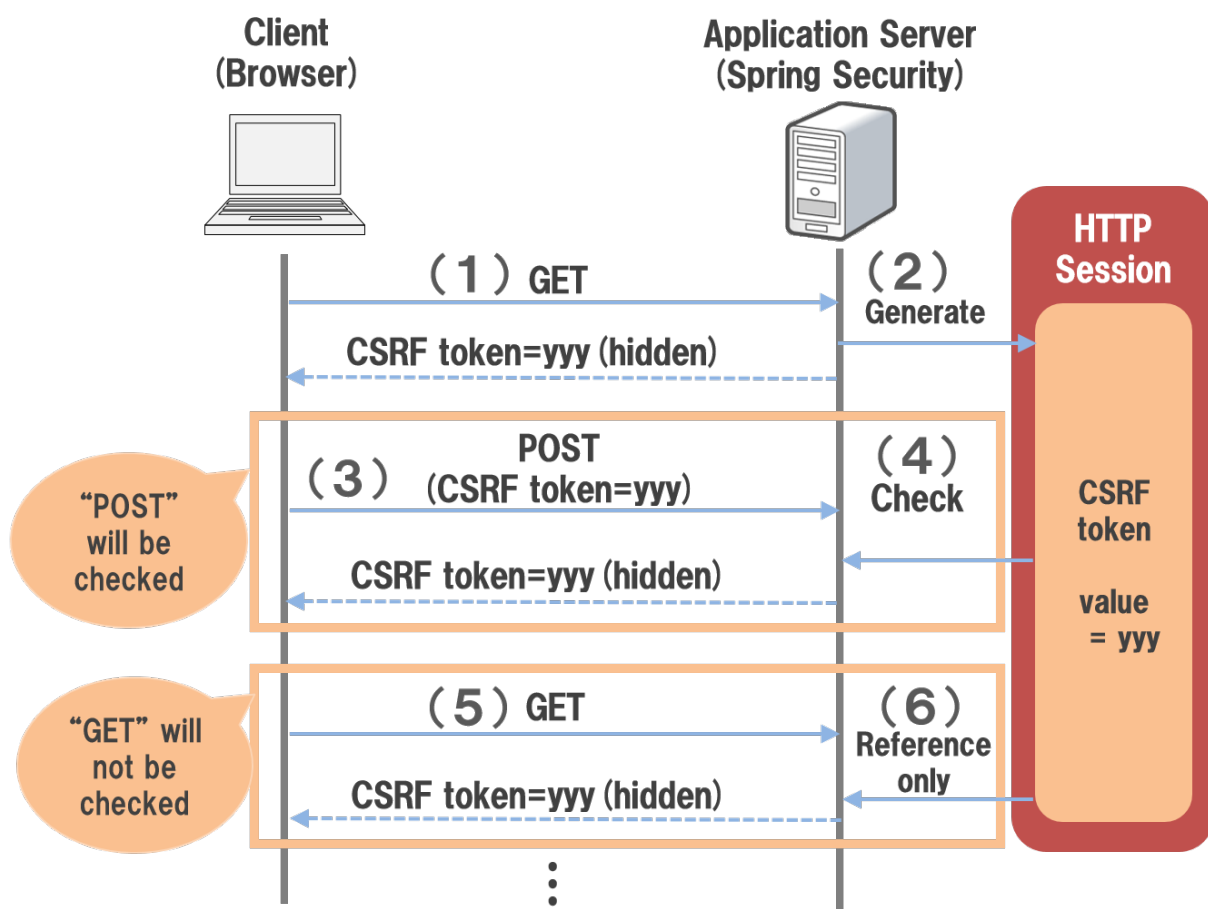 Client
(Browser)
Application Server
(Spring Security)
HTTP
Session
（１）GET
（２）
Generate
CSRF token=yyy (hidden)
“POST”
will be
checked
（３）
POST
(CSRF token=yyy)
（４）
Check
CSRF token=yyy (hidden)
CSRF
token
value
= yyy
“GET” will
not be
checked
（５）GET
（６）
Reference
only
CSRF token=yyy (hidden)